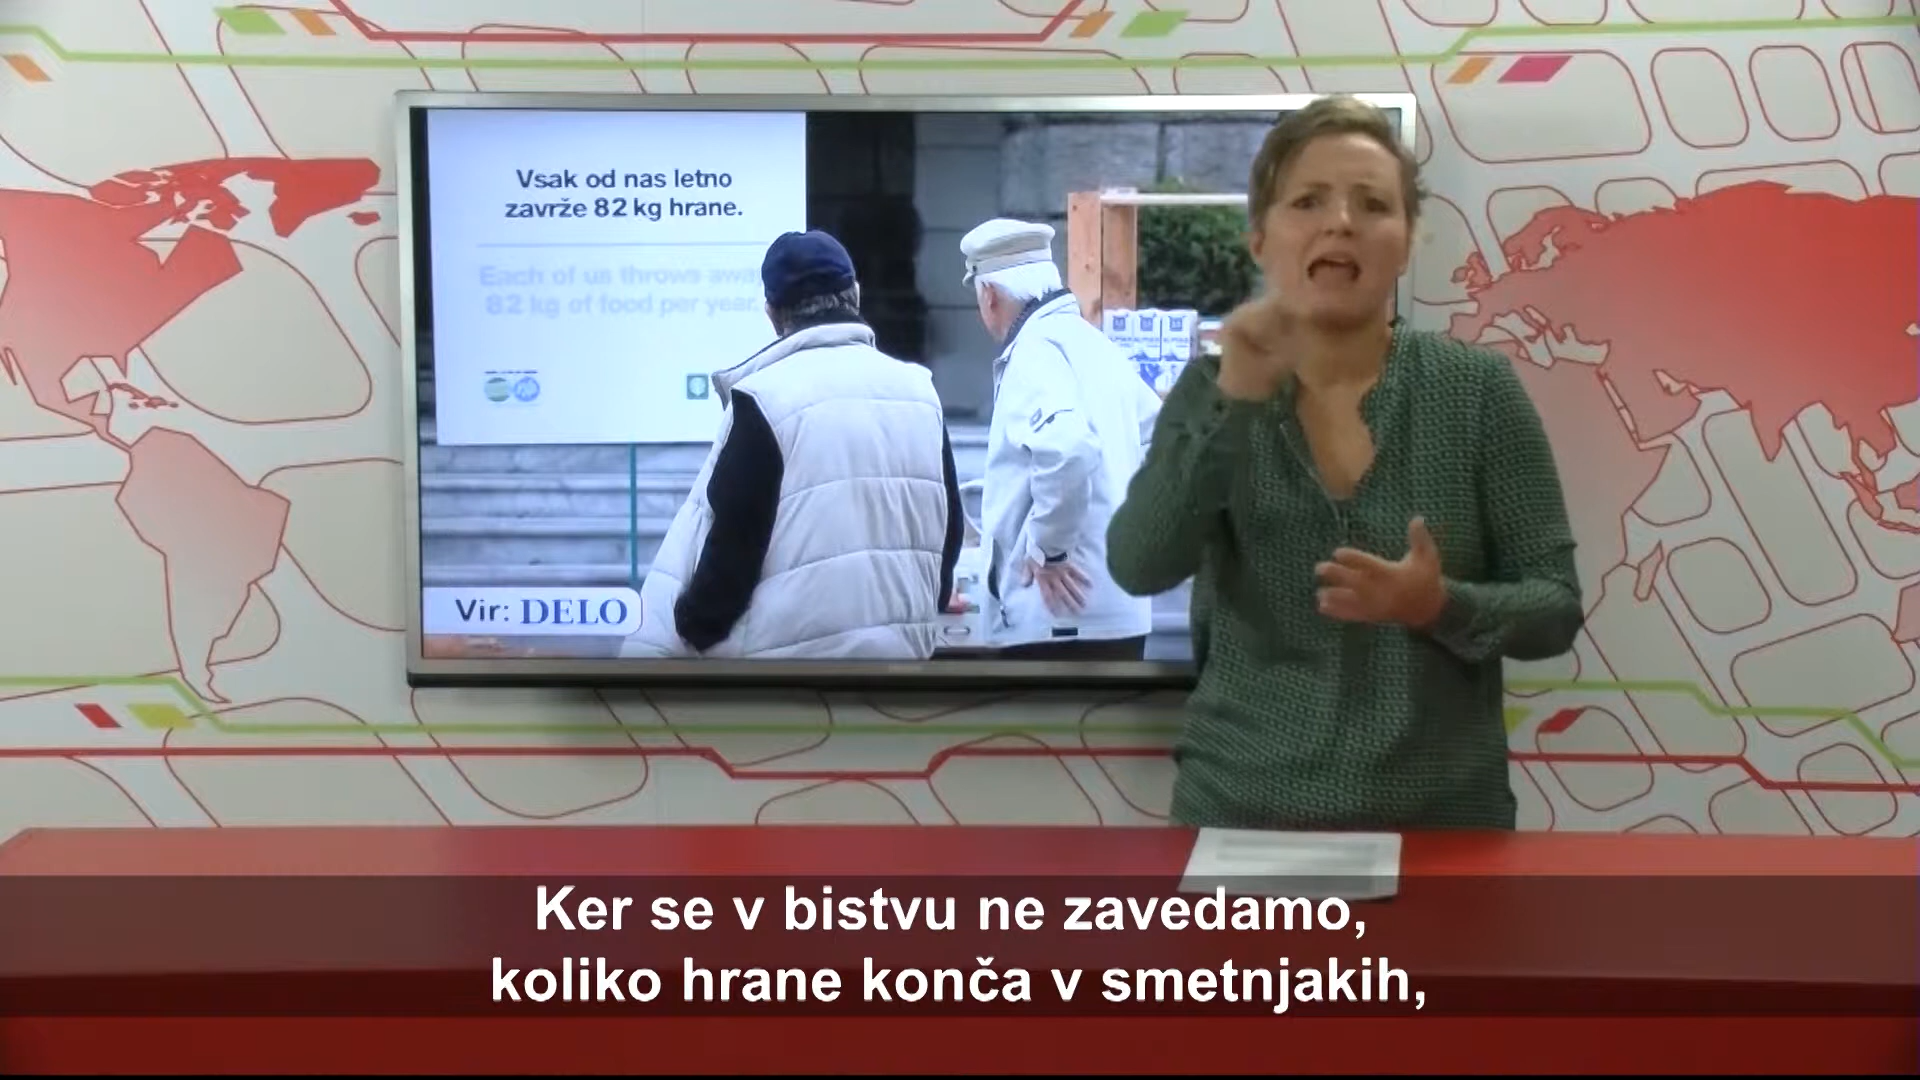 Vsak od nas letno
zavrže 82 kg hrane.
Each of us throws away
82 kg of food per year.
Vir: DELO
Ker se v bistvu ne zavedamo,
koliko hrane konča v smetnjakih,